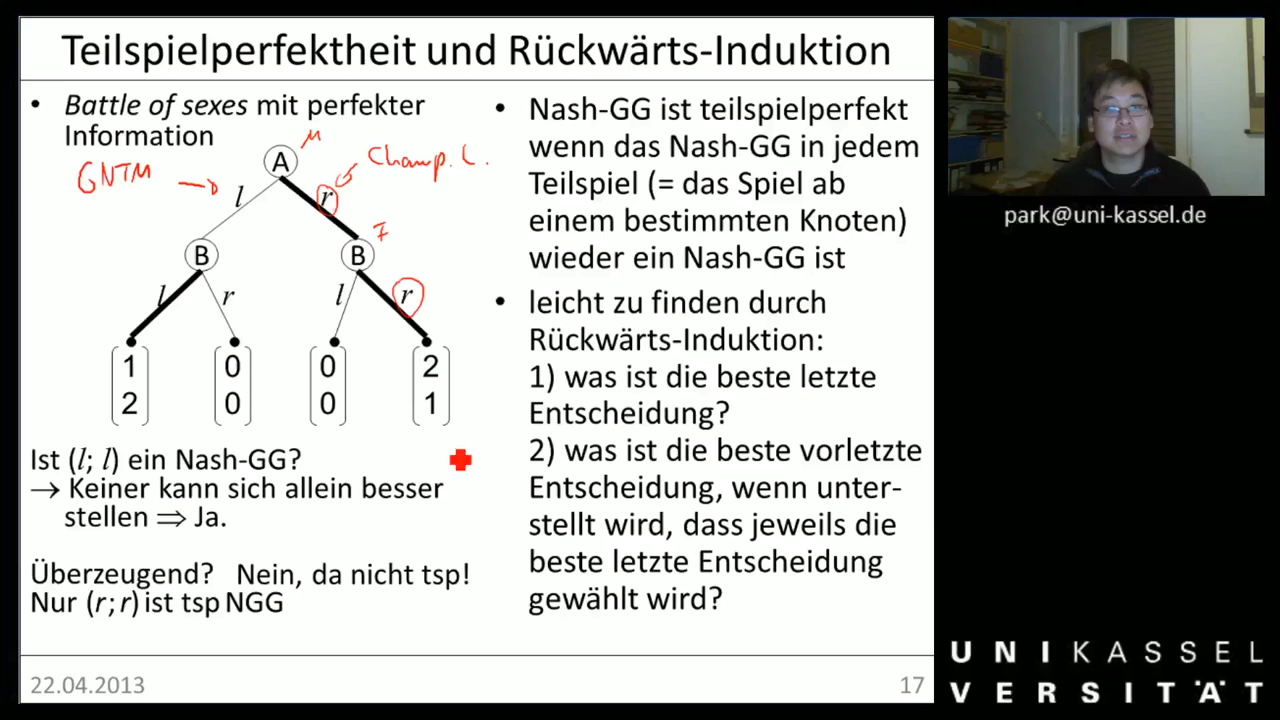 Teilspielperfektheit und Rückwärts-Induktion
• Battle of sexes mit perfekter
Information
GNTM
M
A
Champ. L.
l
r
B
F
B
l
r
l
r
1
2
0
0
0
0
2
1
Ist (l; l) ein Nash-GG?
→ Keiner kann sich allein besser
stellen ⇒ Ja.
Überzeugend? Nein, da nicht tsp!
Nur (r; r) ist tsp NGG
• Nash-GG ist teilspielperfekt
wenn das Nash-GG in jedem
Teilspiel (= das Spiel ab
einem bestimmten Knoten)
wieder ein Nash-GG ist
• leicht zu finden durch
Rückwärts-Induktion:
1) was ist die beste letzte
Entscheidung?
2) was ist die beste vorletzte
Entscheidung, wenn unter-
stellt wird, dass jeweils die
beste letzte Entscheidung
gewählt wird?
22.04.2013
17
park@uni-kassel.de
UNI KASSEL
VERSITÄT